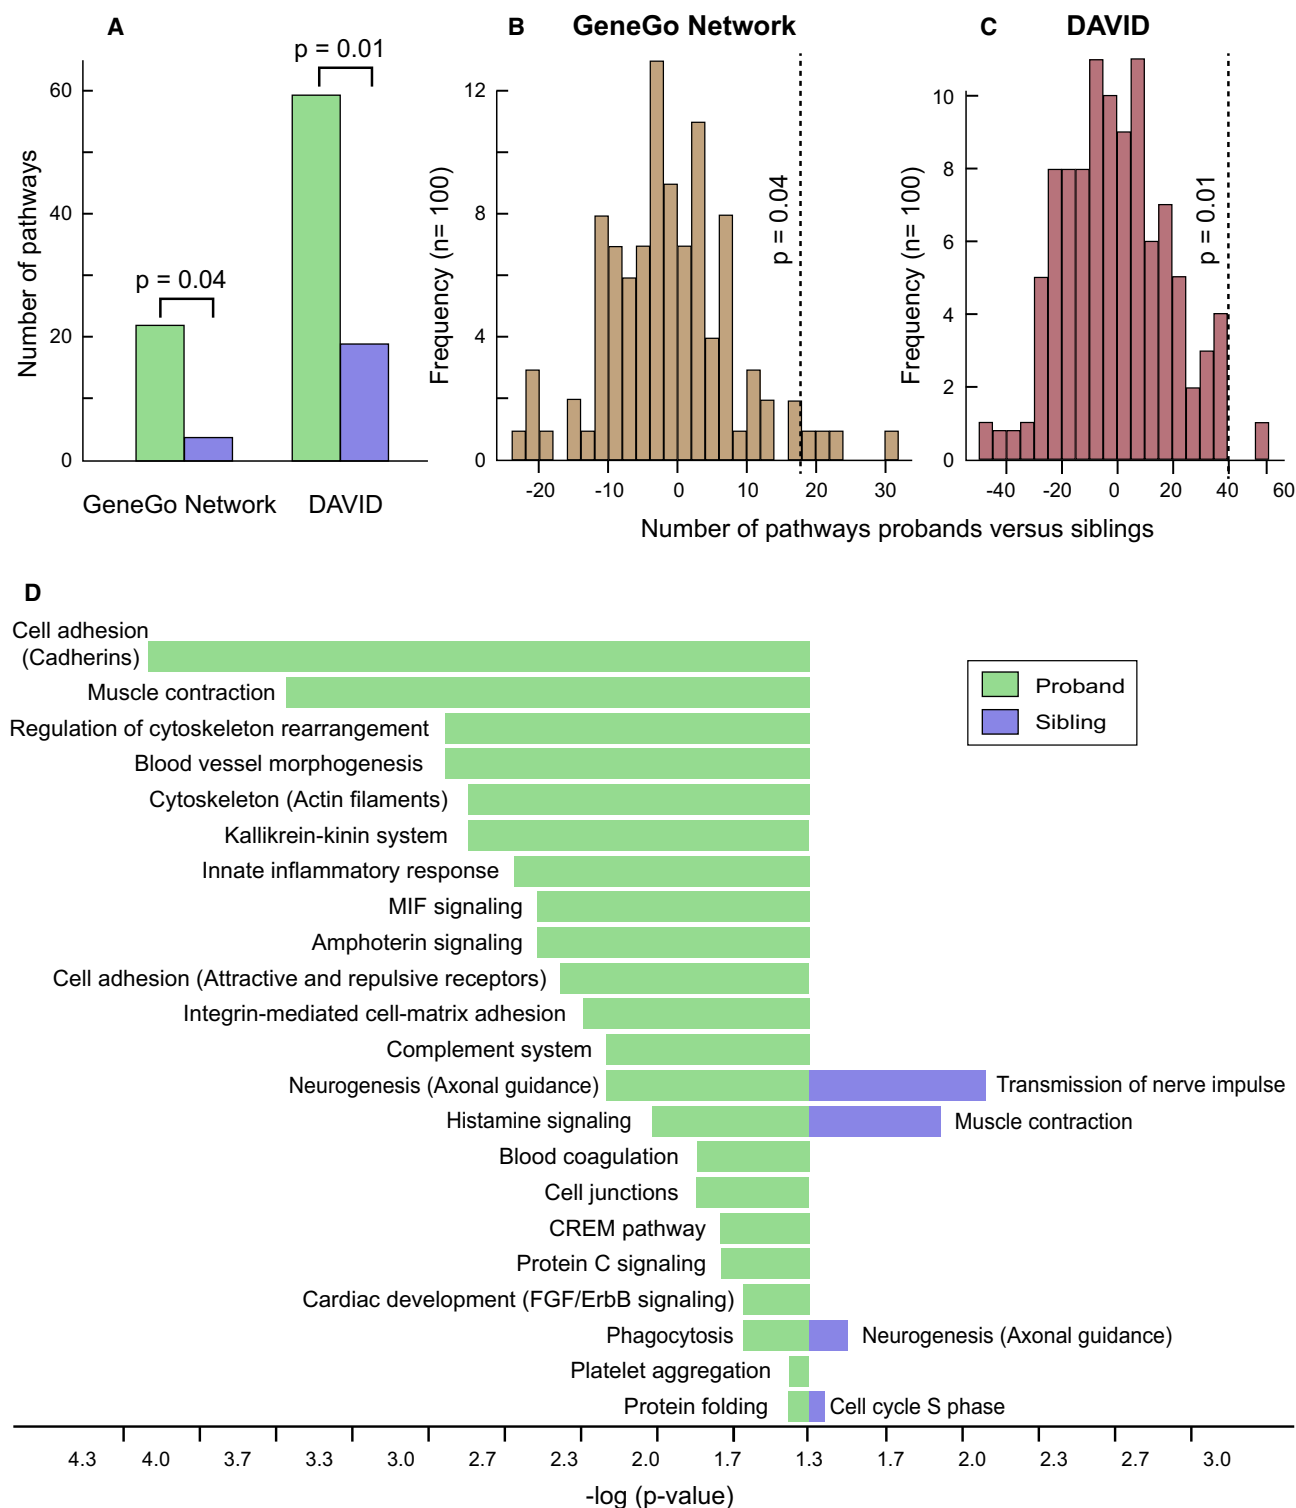 A
p = 0.01
60
40
20
0
Number of pathways
p = 0.04
GeneGo Network
DAVID
B
GeneGo Network
12
8
4
0
Frequency (n= 100)
p = 0.04
-20
-10
0
10
20
30
C
DAVID
10
8
6
4
2
0
Frequency (n= 100)
p = 0.01
-40
-20
0
20
40
60
Number of pathways probands versus siblings
D
Cell adhesion
(Cadherins)
Muscle contraction
Regulation of cytoskeleton rearrangement
Blood vessel morphogenesis
Cytoskeleton (Actin filaments)
Kallikrein-kinin system
Innate inflammatory response
MIF signaling
Amphoterin signaling
Cell adhesion (Attractive and repulsive receptors)
Integrin-mediated cell-matrix adhesion
Complement system
Neurogenesis (Axonal guidance)
Transmission of nerve impulse
Histamine signaling
Muscle contraction
Blood coagulation
Cell junctions
CREM pathway
Protein C signaling
Cardiac development (FGF/ErbB signaling)
Phagocytosis
Neurogenesis (Axonal guidance)
Platelet aggregation
Protein folding
Cell cycle S phase
Proband
Sibling
4.3
4.0
3.7
3.3
3.0
2.7
2.3
2.0
1.7
1.3
1.7
2.0
2.3
2.7
3.0
-log (p-value)